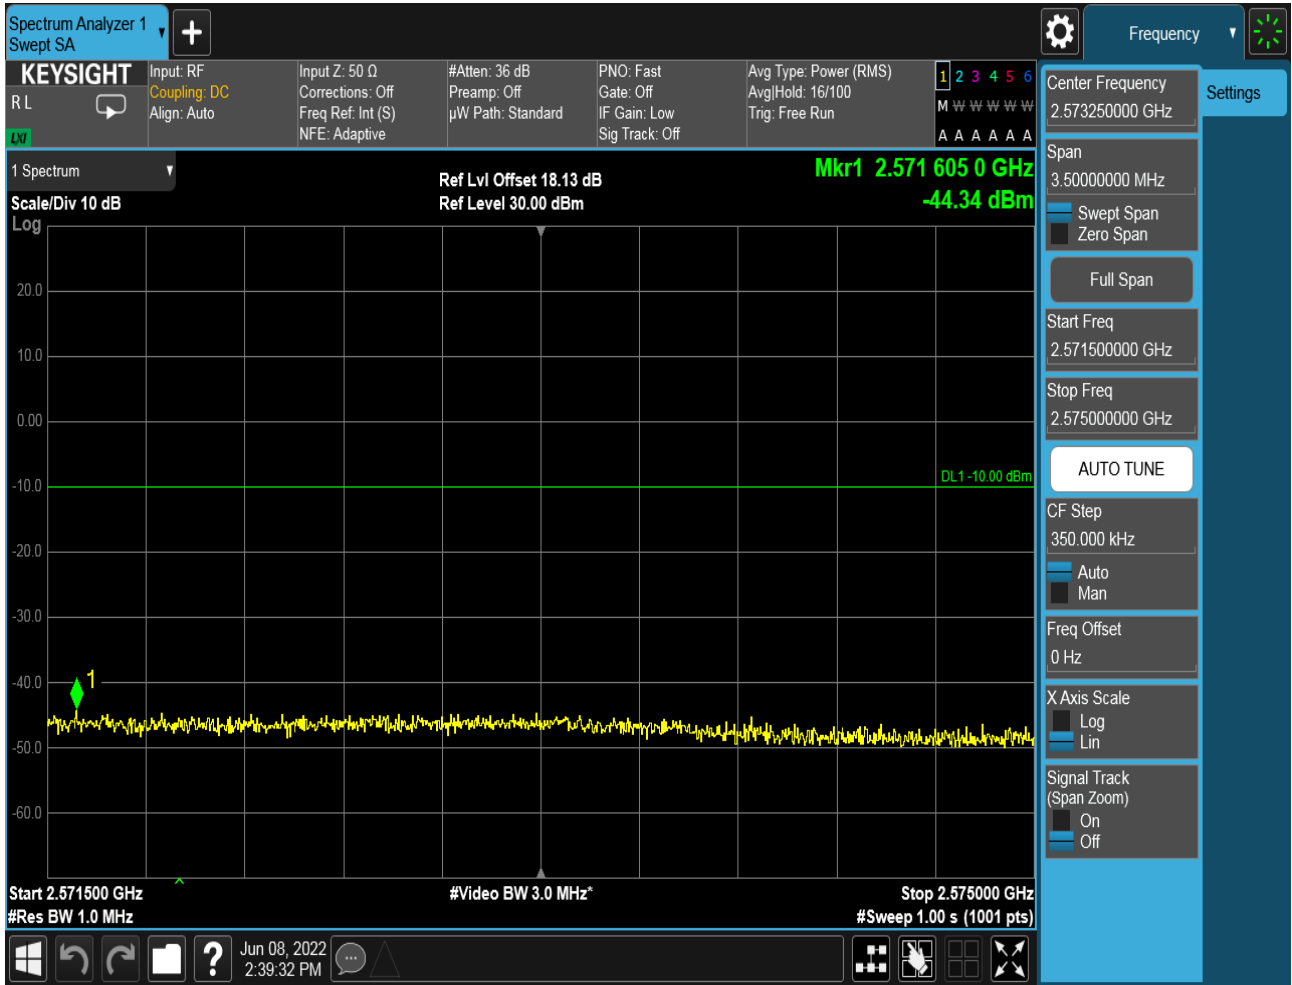 Spectrum Analyzer 1
Swept SA
Frequency
KEYSIGHT
R L
LXI
Input: RF
Coupling: DC
Align: Auto
Input Z: 50 Ω
Corrections: Off
Freq Ref: Int (S)
NFE: Adaptive
#Atten: 36 dB
Preamp: Off
µW Path: Standard
PNO: Fast
Gate: Off
IF Gain: Low
Sig Track: Off
Avg Type: Power (RMS)
Avg|Hold: 16/100
Trig: Free Run
1 2 3 4 5 6
M W W W W W
A A A A A A
1 Spectrum
Scale/Div 10 dB
Log
Ref Lvl Offset 18.13 dB
Ref Level 30.00 dBm
Mkr1 2.571 605 0 GHz
-44.34 dBm
20.0
10.0
0.00
-10.0
-20.0
-30.0
-40.0
-50.0
-60.0
DL1 -10.00 dBm
1
Start 2.571500 GHz
#Res BW 1.0 MHz
#Video BW 3.0 MHz*
Stop 2.575000 GHz
#Sweep 1.00 s (1001 pts)
Jun 08, 2022
2:39:32 PM
Center Frequency
2.573250000 GHz
Span
3.50000000 MHz
Swept Span
Zero Span
Full Span
Start Freq
2.571500000 GHz
Stop Freq
2.575000000 GHz
AUTO TUNE
CF Step
350.000 kHz
Auto
Man
Freq Offset
0 Hz
X Axis Scale
Log
Lin
Signal Track
(Span Zoom)
On
Off
Settings